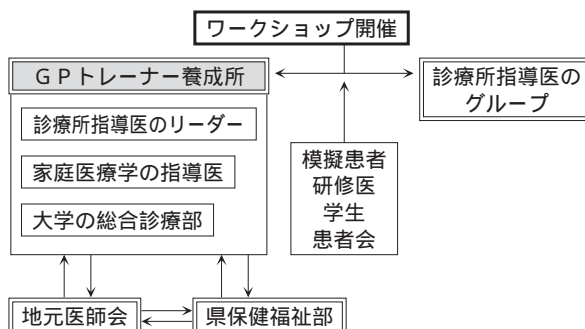 ワークショップ開催
ＧＰトレーナー養成所
診療所指導医の
グループ
診療所指導医のリーダー
家庭医療学の指導医
大学の総合診療部
模擬患者
研修医
学生
患者会
地元医師会
県保健福祉部